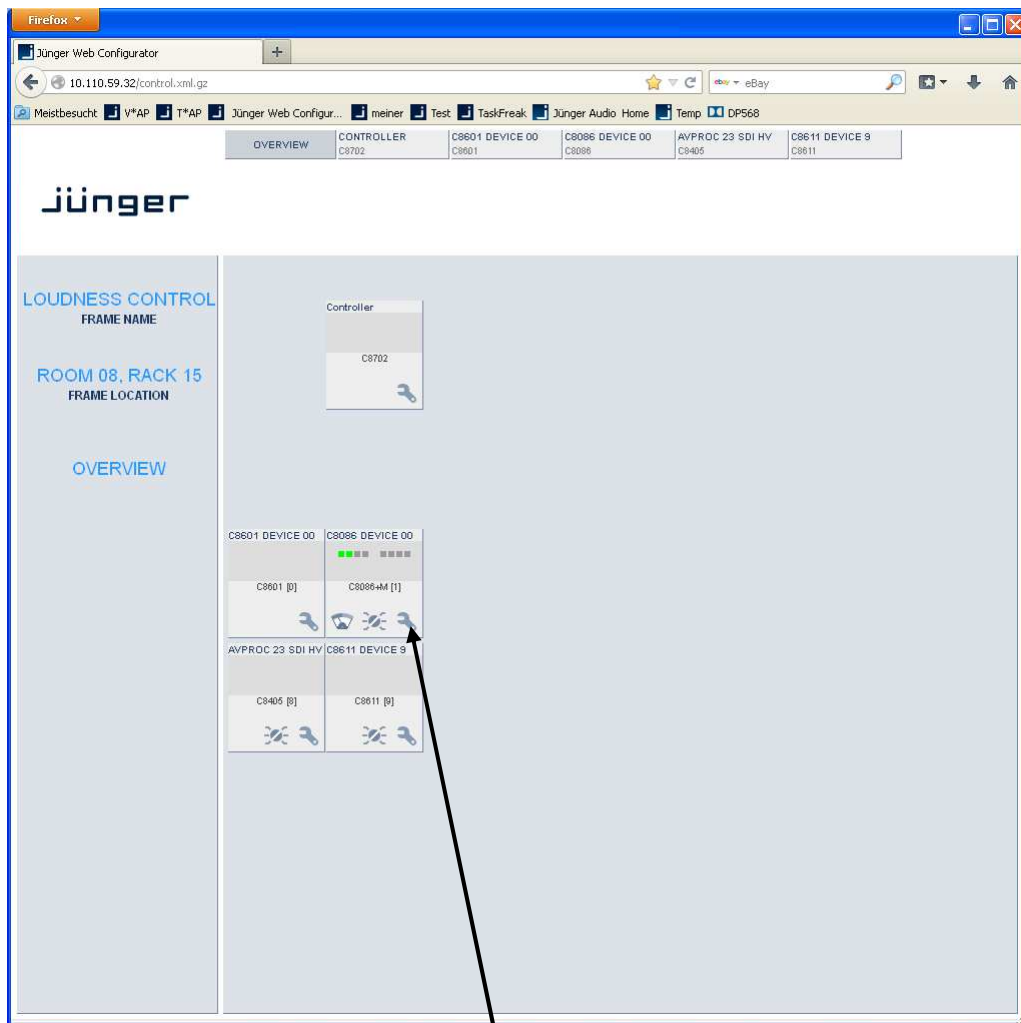 Firefox
Jünger Web Configurator
10.110.59.32/control.xml.gz
ebay
eBay
Meistbesucht V*AP T*AP Jünger Web Configur... meiner Test TaskFreak Jünger Audio Home Temp DP568
OVERVIEW
CONTROLLER
C8702
C8601 DEVICE 00
C8601
C8086 DEVICE 00
C8086
AVPROC 23 SDI HV
C8405
C8611 DEVICE 9
C8611
jünger
LOUDNESS CONTROL
FRAME NAME
ROOM 08, RACK 15
FRAME LOCATION
OVERVIEW
Controller
C8702
C8601 DEVICE 00
C8601 [0]
C8086 DEVICE 00
C8086+M [1]
AVPROC 23 SDI HV
C8405 [8]
C8611 DEVICE 9
C8611 [9]